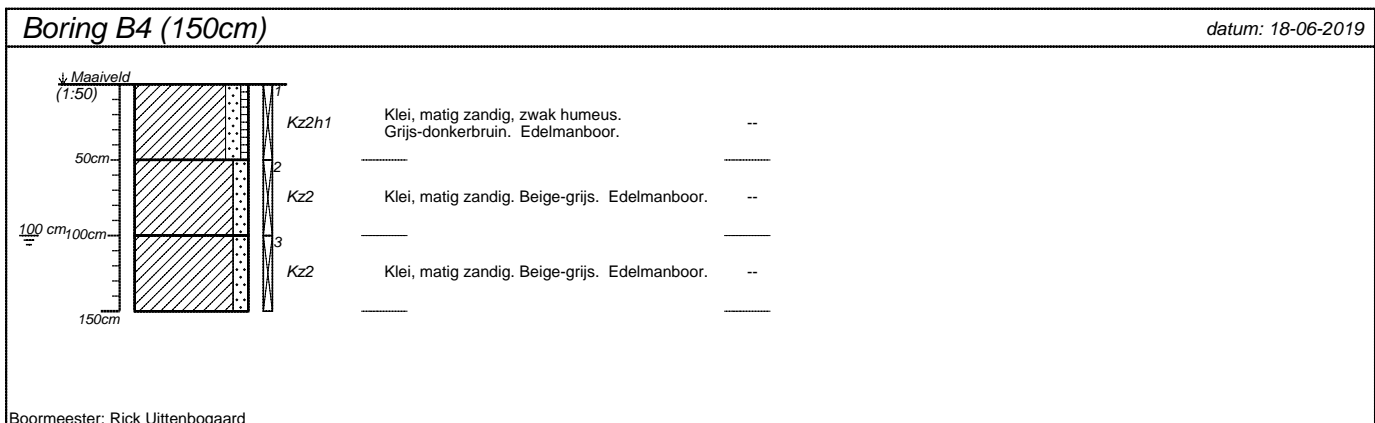 Boring B4 (150cm)
datum: 18-06-2019
Maaiveld
(1:50)
1
Kz2h1
Klei, matig zandig, zwak humeus.
Grijs-donkerbruin. Edelmanboor.
--
50cm
2
Kz2
Klei, matig zandig. Beige-grijs. Edelmanboor.
--
100 cm
100cm
3
Kz2
Klei, matig zandig. Beige-grijs. Edelmanboor.
--
150cm
Boormeester: Rick Uittenbogaard